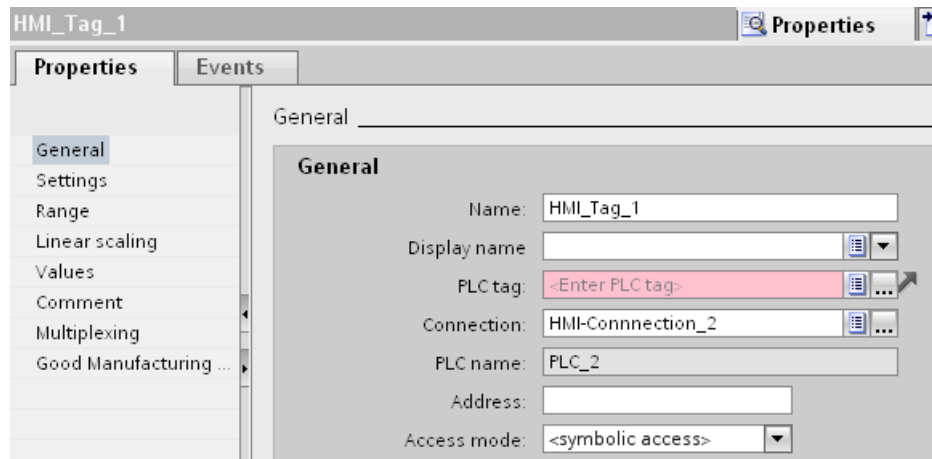 HMI_Tag_1
Properties
Properties Events
General
General
Settings
Range
Linear scaling
Values
Comment
Multiplexing
Good Manufacturing ...
General
Name: HMI_Tag_1
Display name
PLC tag: <Enter PLC tag>
Connection: HMI-Connnection_2
PLC name: PLC_2
Address:
Access mode: <symbolic access>